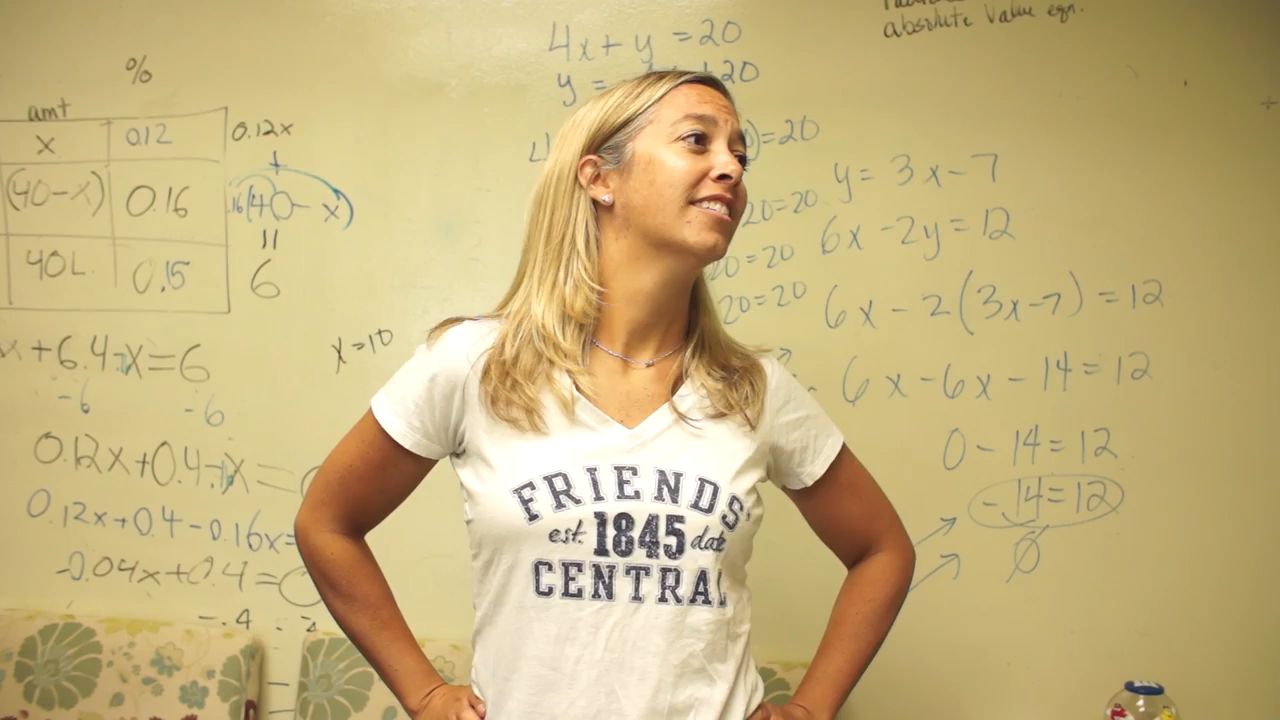 absolute value eqn.
4x + y = 20
y = 20
%
amt
x 0.12 0.12x
+
(40-x) 0.16 .16(40-x)
=
40L 0.15 6
x + 6.4 - x = 6
-6 -6
x=10
0.12x + 0.4 - x =
0.12x + 0.4 - 0.16x =
-0.04x + 0.4 =
-.4
4 )=20
20=20
20=20
20=20
y = 3x - 7
6x - 2y = 12
6x - 2(3x-7) = 12
6x - 6x - 14 = 12
0 - 14 = 12
-14 = 12
Ø
FRIENDS'
est. 1845 date
CENTRAL